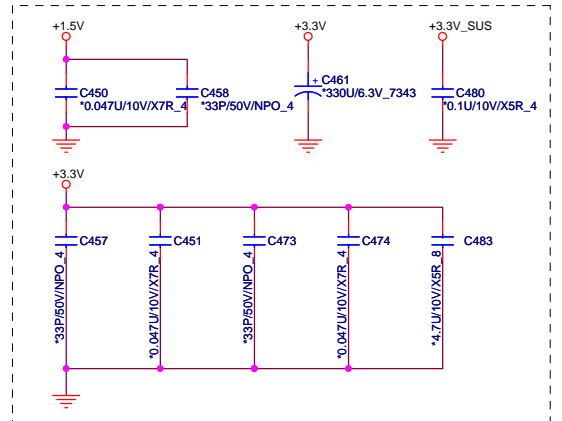 +1.5V
+3.3V
+3.3V_SUS
C450
*0.047U/10V/X7R_4
C458
*33P/50V/NPO_4
+
C461
*330U/6.3V_7343
C480
*0.1U/10V/X5R_4
+3.3V
C457
*33P/50V/NPO_4
C451
*0.047U/10V/X7R_4
C473
*33P/50V/NPO_4
C474
*0.047U/10V/X7R_4
C483
*4.7U/10V/X5R_8